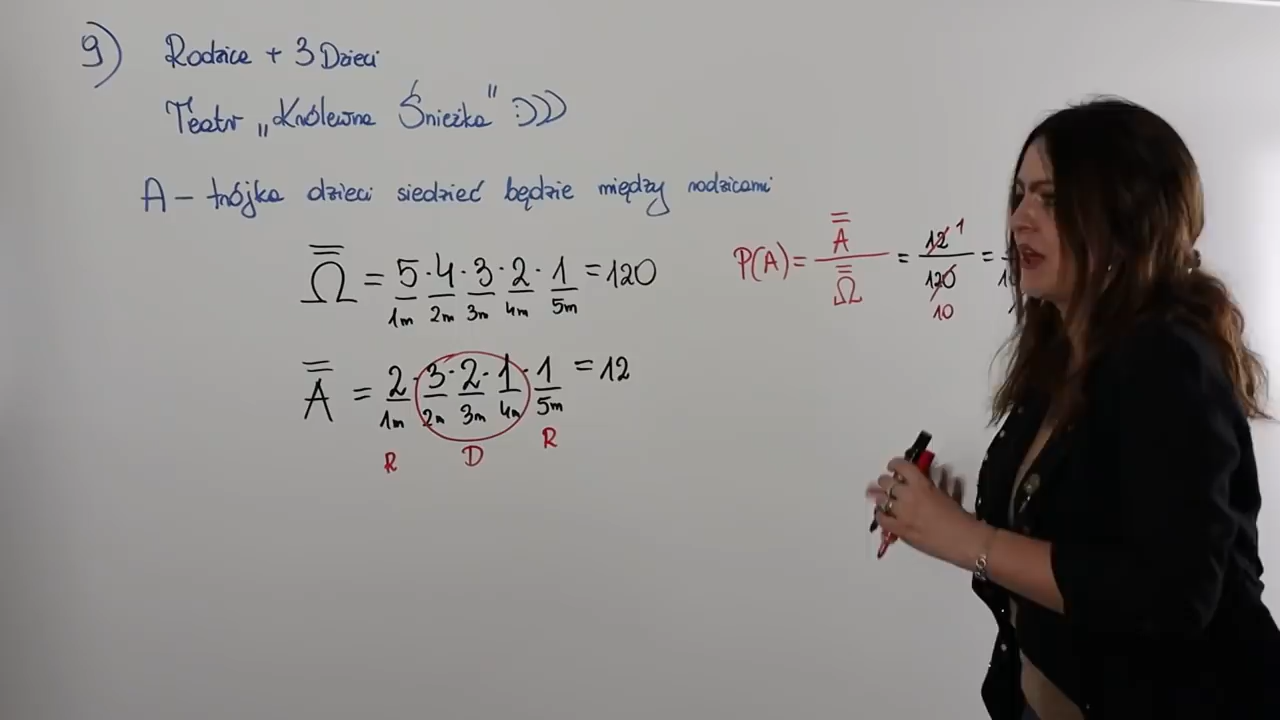 9) Rodzice + 3 Dzieci
Teatr „Królewna Śnieżka" :)))
A – trójka dzieci siedzieć będzie między rodzicami
Ω = 5 · 4 · 3 · 2 · 1 = 120
1m 2m 3m 4m 5m
A = 2 · 3 · 2 · 1 · 1 = 12
1m 2m 3m 4m 5m
R D R
P(A) = A / Ω = 12 / 120 =
1
10